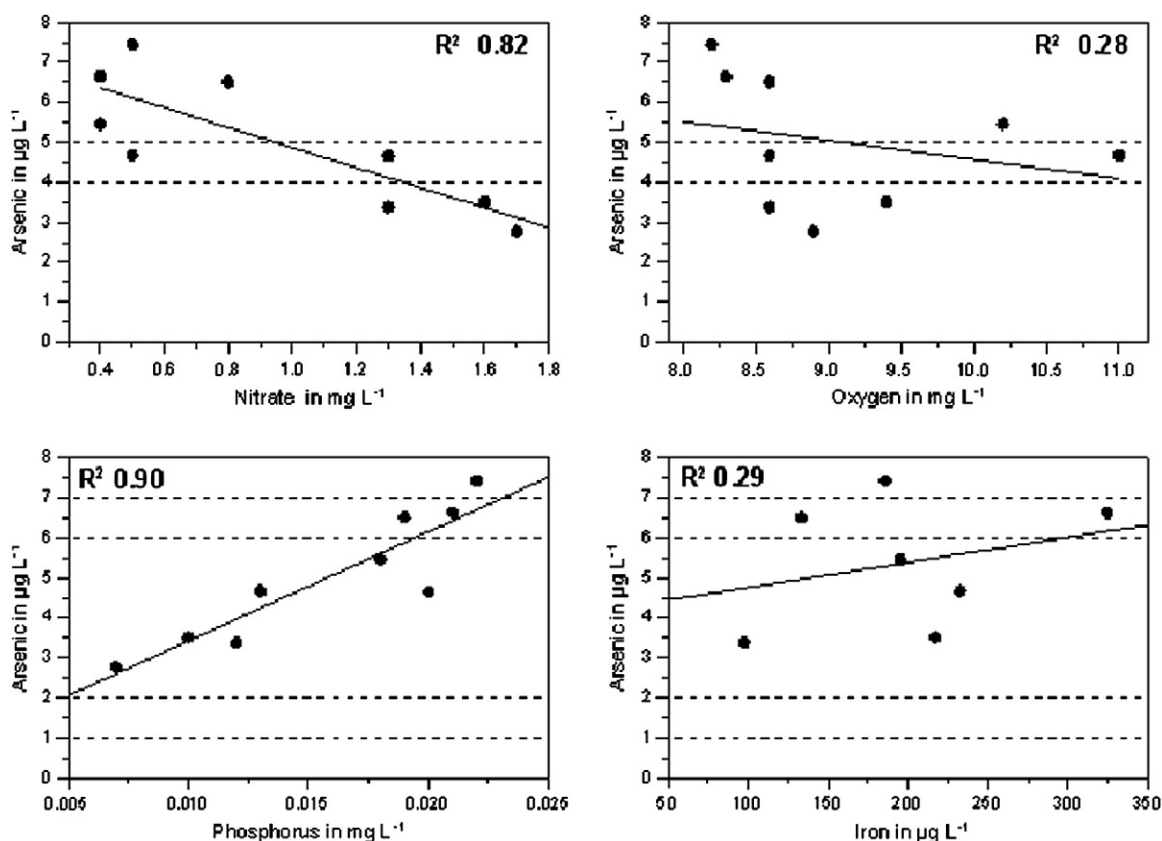 R² 0.82
Arsenic in µg L⁻¹
8
7
6
5
4
3
2
1
0
0.4 0.6 0.8 1.0 1.2 1.4 1.6 1.8
Nitrate in mg L⁻¹
R² 0.28
Arsenic in µg L⁻¹
8
7
6
5
4
3
2
1
0
8.0 8.5 9.0 9.5 10.0 10.5 11.0
Oxygen in mg L⁻¹
R² 0.90
Arsenic in µg L⁻¹
8
7
6
5
4
3
2
1
0
0.005 0.010 0.015 0.020 0.025
Phosphorus in mg L⁻¹
R² 0.29
Arsenic in µg L⁻¹
8
7
6
5
4
3
2
1
0
50 100 150 200 250 300 350
Iron in µg L⁻¹